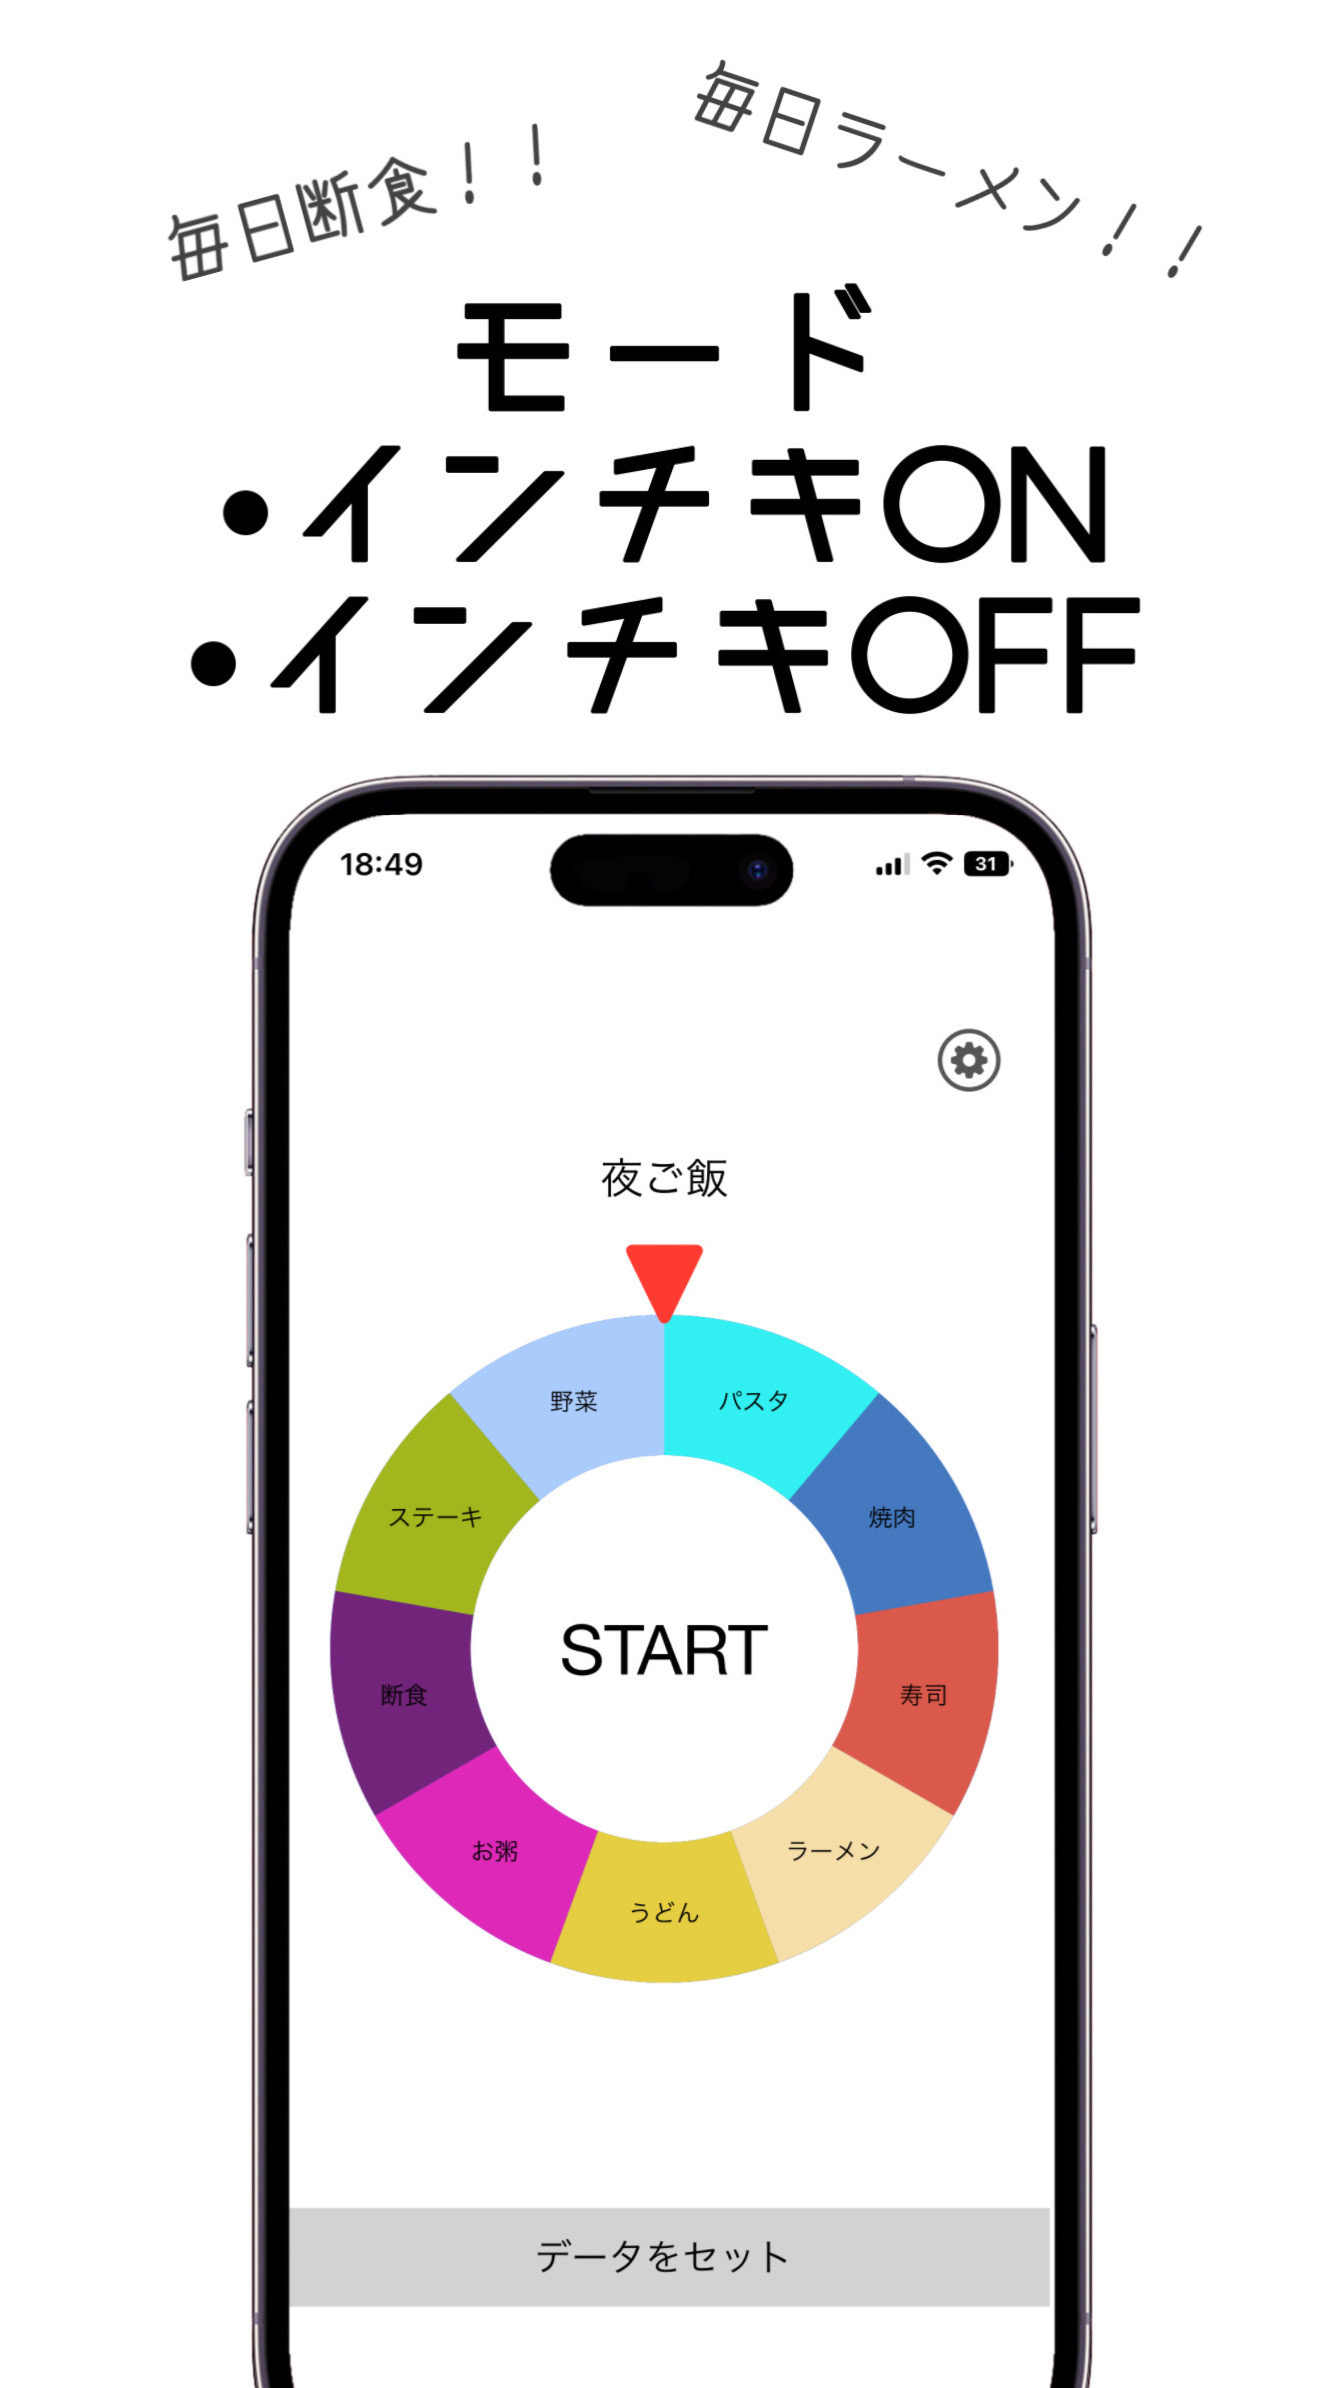 毎日断食！！
毎日ラーメン！！
モード
•インチキON
•インチキOFF
18:49
31
夜ご飯
野菜
パスタ
ステーキ
焼肉
START
断食
寿司
お粥
ラーメン
うどん
データをセット